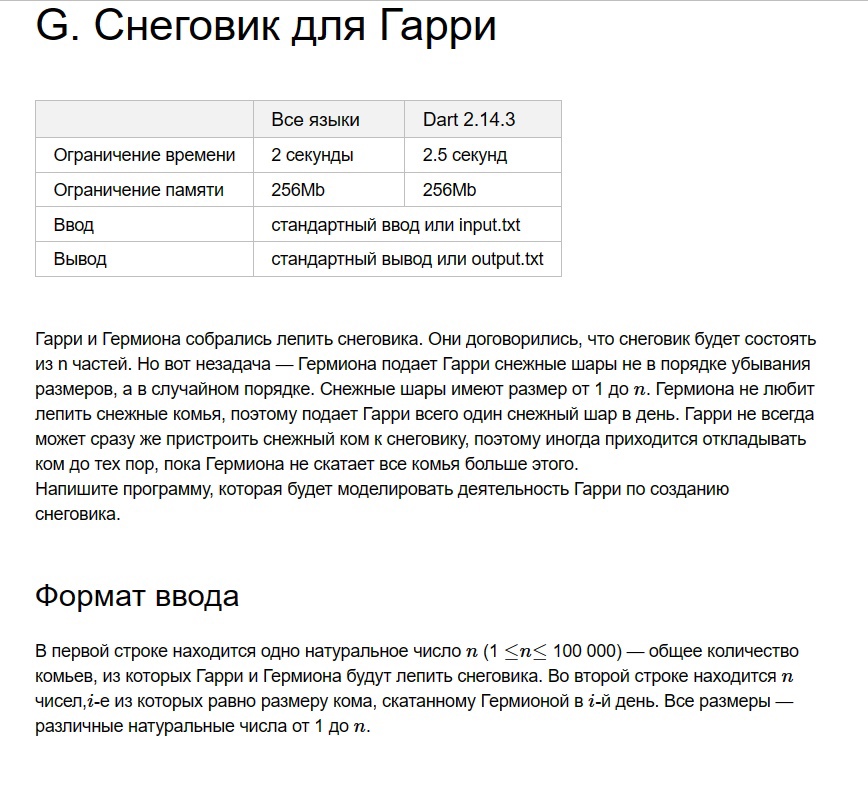 G. Снеговик для Гарри
Все языки Dart 2.14.3
Ограничение времени 2 секунды 2.5 секунд
Ограничение памяти 256Mb 256Mb
Ввод стандартный ввод или input.txt
Вывод стандартный вывод или output.txt
Гарри и Гермиона собрались лепить снеговика. Они договорились, что снеговик будет состоять
из n частей. Но вот незадача — Гермиона подает Гарри снежные шары не в порядке убывания
размеров, а в случайном порядке. Снежные шары имеют размер от 1 до n. Гермиона не любит
лепить снежные комья, поэтому подает Гарри всего один снежный шар в день. Гарри не всегда
может сразу же пристроить снежный ком к снеговику, поэтому иногда приходится откладывать
ком до тех пор, пока Гермиона не скатает все комья больше этого.
Напишите программу, которая будет моделировать деятельность Гарри по созданию
снеговика.
Формат ввода
В первой строке находится одно натуральное число n (1 ≤n≤ 100 000) — общее количество
комьев, из которых Гарри и Гермиона будут лепить снеговика. Во второй строке находится n
чисел,i-е из которых равно размеру кома, скатанному Гермионой в i-й день. Все размеры —
различные натуральные числа от 1 до n.